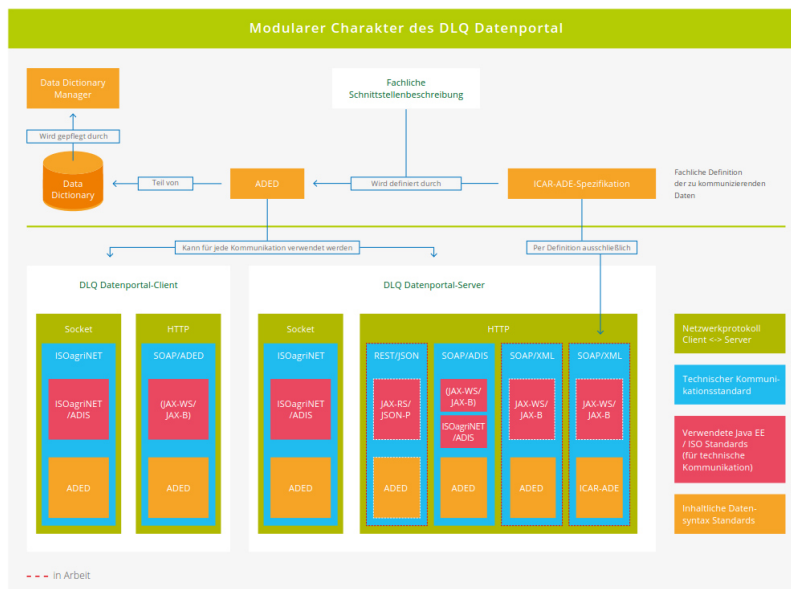 Modularer Charakter des DLQ Datenportal
Data Dictionary
Manager
Fachliche
Schnittstellenbeschreibung
Wird gepflegt durch
Data
Dictionary
Teil von
ADED
Wird definiert durch
ICAR-ADE-Spezifikation
Fachliche Definition
der zu kommunizierenden
Daten
Kann für jede Kommunikation verwendet werden
Per Definition ausschließlich
DLQ Datenportal-Client
DLQ Datenportal-Server
Socket
HTTP
Socket
HTTP
ISOagriNET
SOAP/ADED
ISOagriNET
REST/JSON
SOAP/ADIS
SOAP/XML
SOAP/XML
ISOagriNET
/ADIS
(JAX-WS/
JAX-B)
ISOagriNET
/ADIS
JAX-RS/
JSON-P
(JAX-WS/
JAX-B)
ISOagriNET
/ADIS
JAX-WS/
JAX-B
JAX-WS/
JAX-B
ADED
ADED
ADED
ADED
ADED
ADED
ICAR-ADE
Netzwerkprotokoll
Client <-> Server
Technischer Kommuni-
kationsstandard
Verwendete Java EE
/ ISO Standards
(für technische
Kommunikation)
Inhaltliche Daten-
syntax Standards
in Arbeit